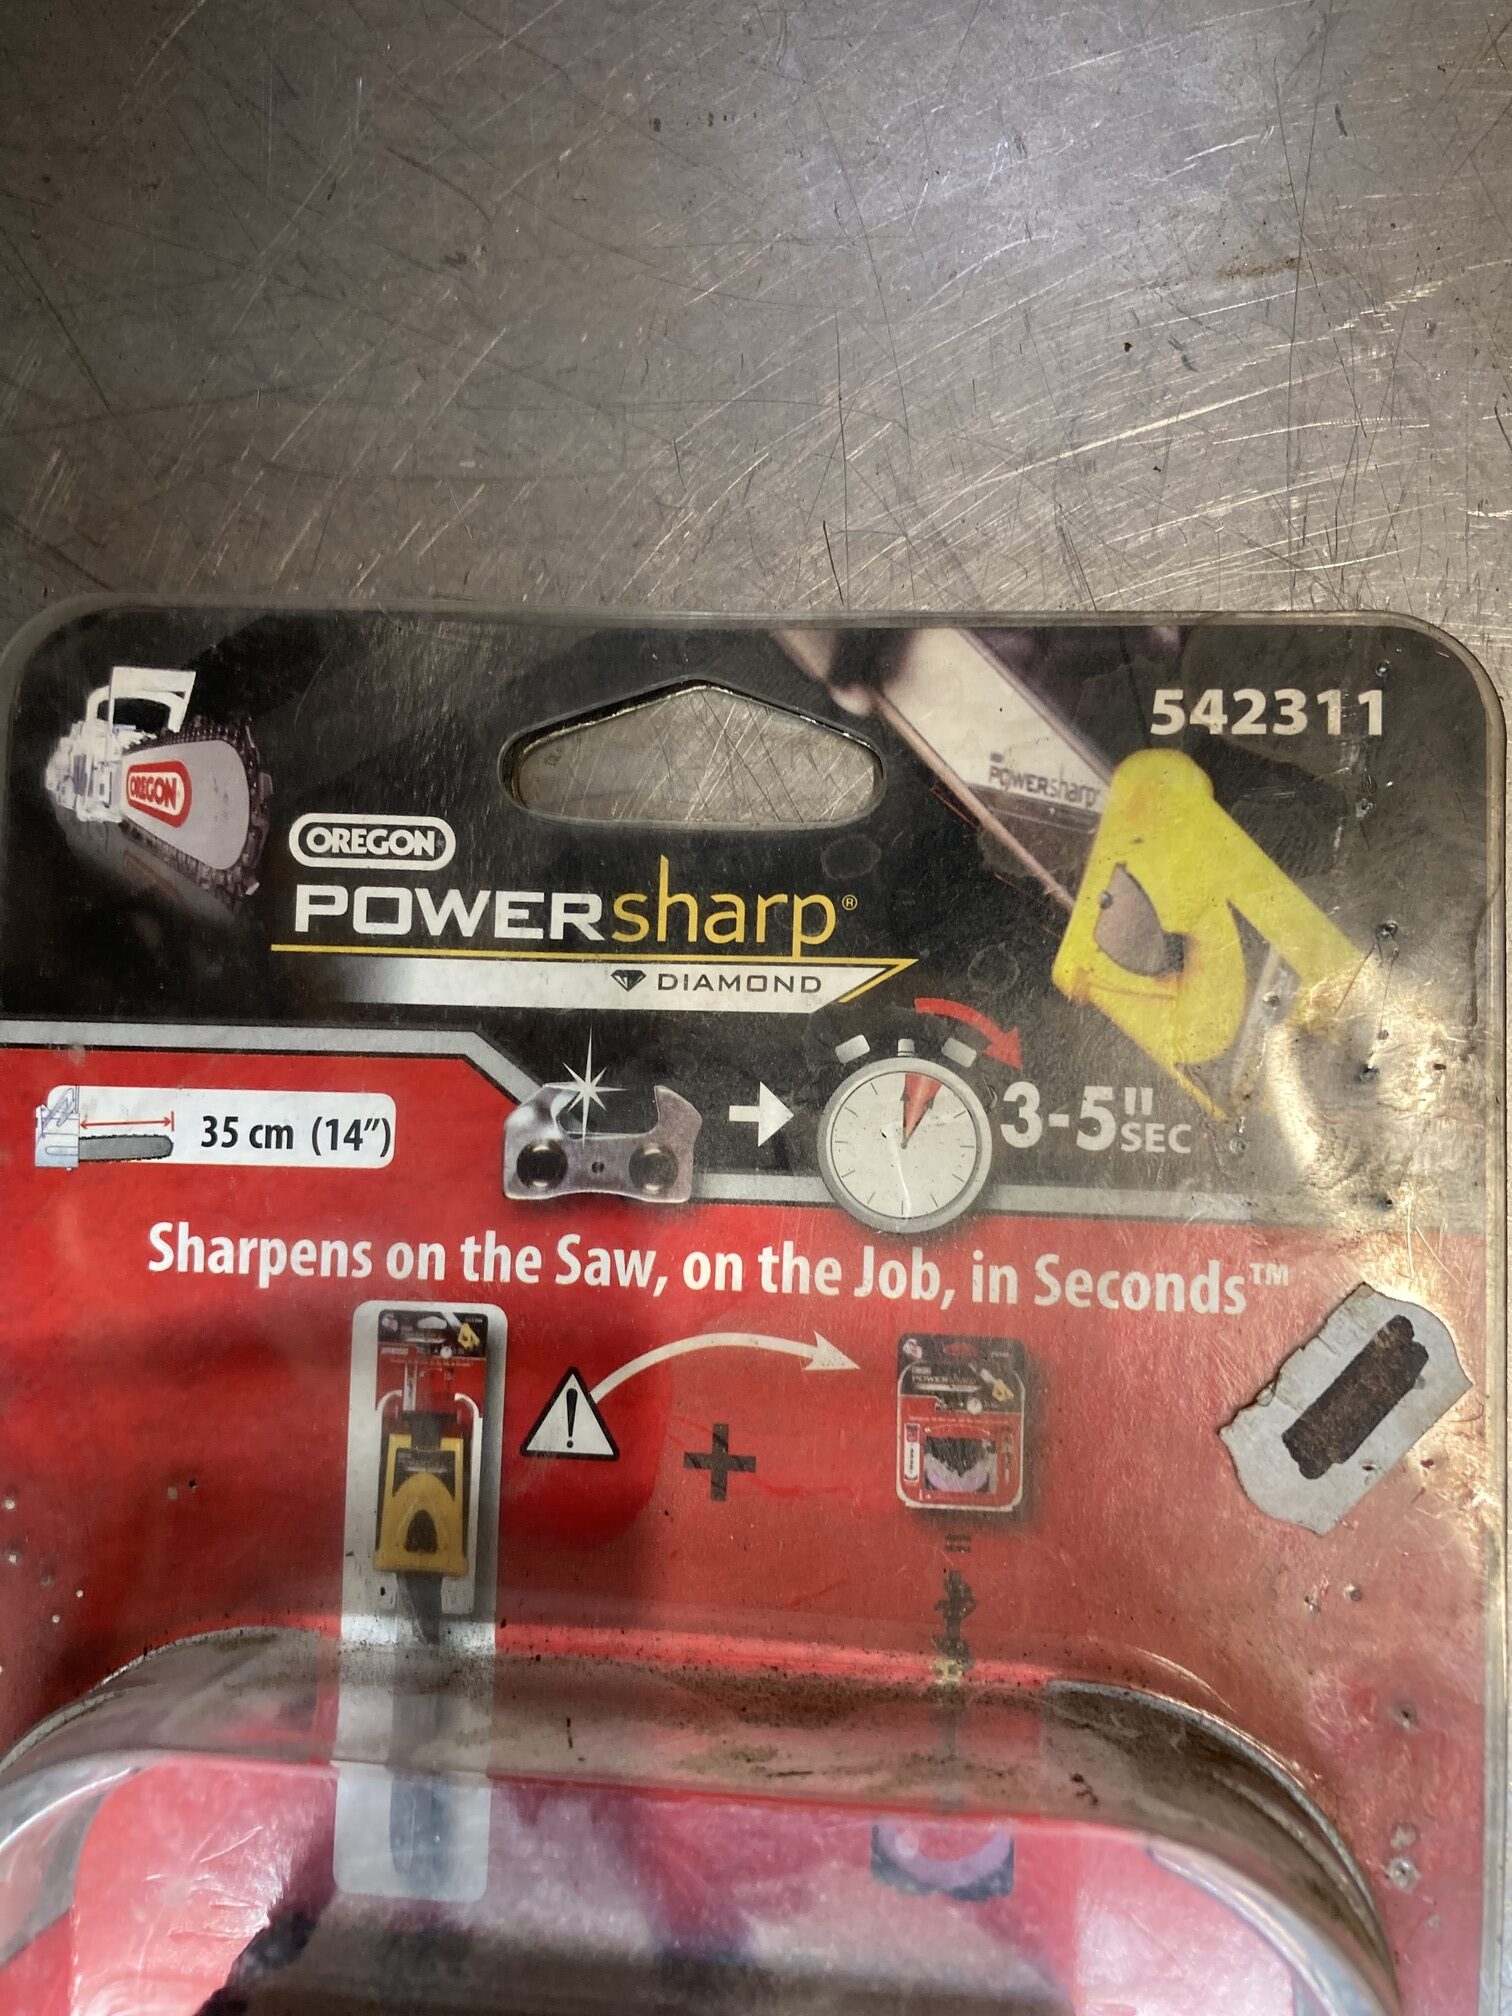 542311
OREGON
POWERsharp
OREGON®
POWERsharp®
DIAMOND
35 cm (14")
3-5" SEC
Sharpens on the Saw, on the Job, in Seconds™